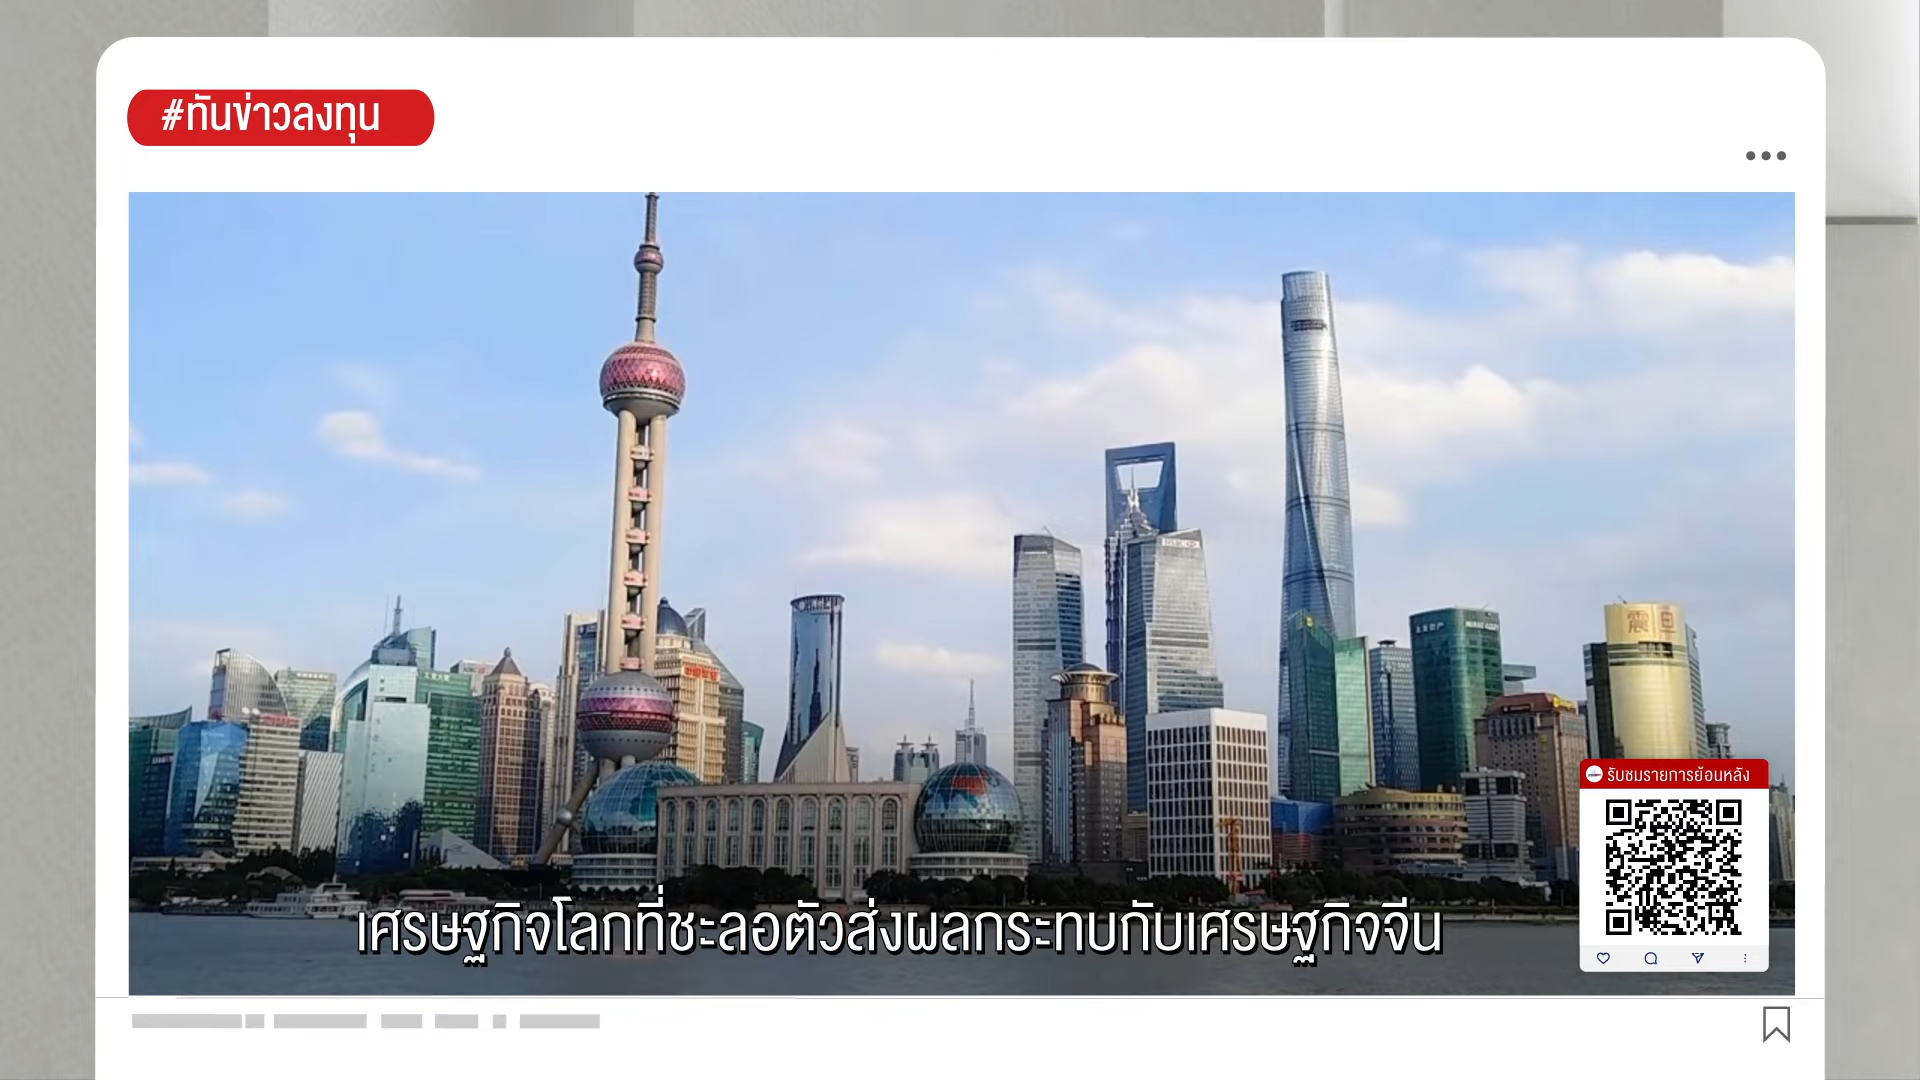 #ทันข่าวลงทุน
震旦
รับชมรายการย้อนหลัง
เศรษฐกิจโลกที่ชะลอตัวส่งผลกระทบกับเศรษฐกิจจีน